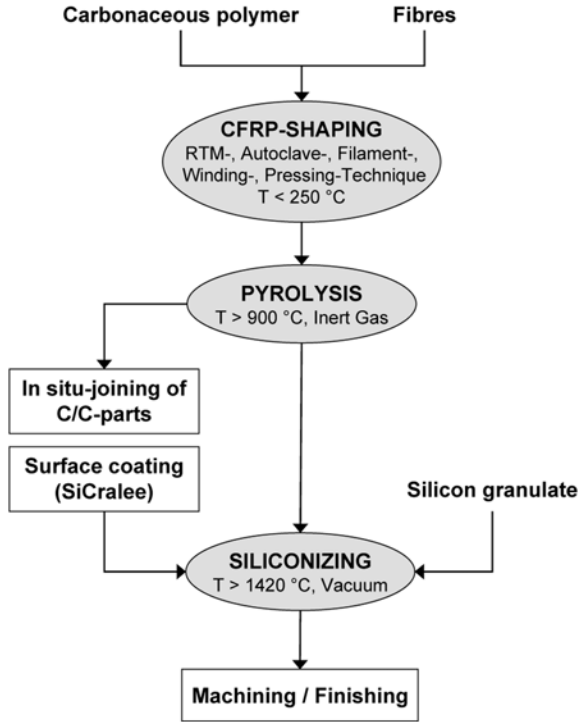 Carbonaceous polymer
Fibres
CFRP-SHAPING
RTM-, Autoclave-, Filament-,
Winding-, Pressing-Technique
T < 250 °C
PYROLYSIS
T > 900 °C, Inert Gas
In situ-joining of
C/C-parts
Surface coating
(SiCralee)
Silicon granulate
SILICONIZING
T > 1420 °C, Vacuum
Machining / Finishing